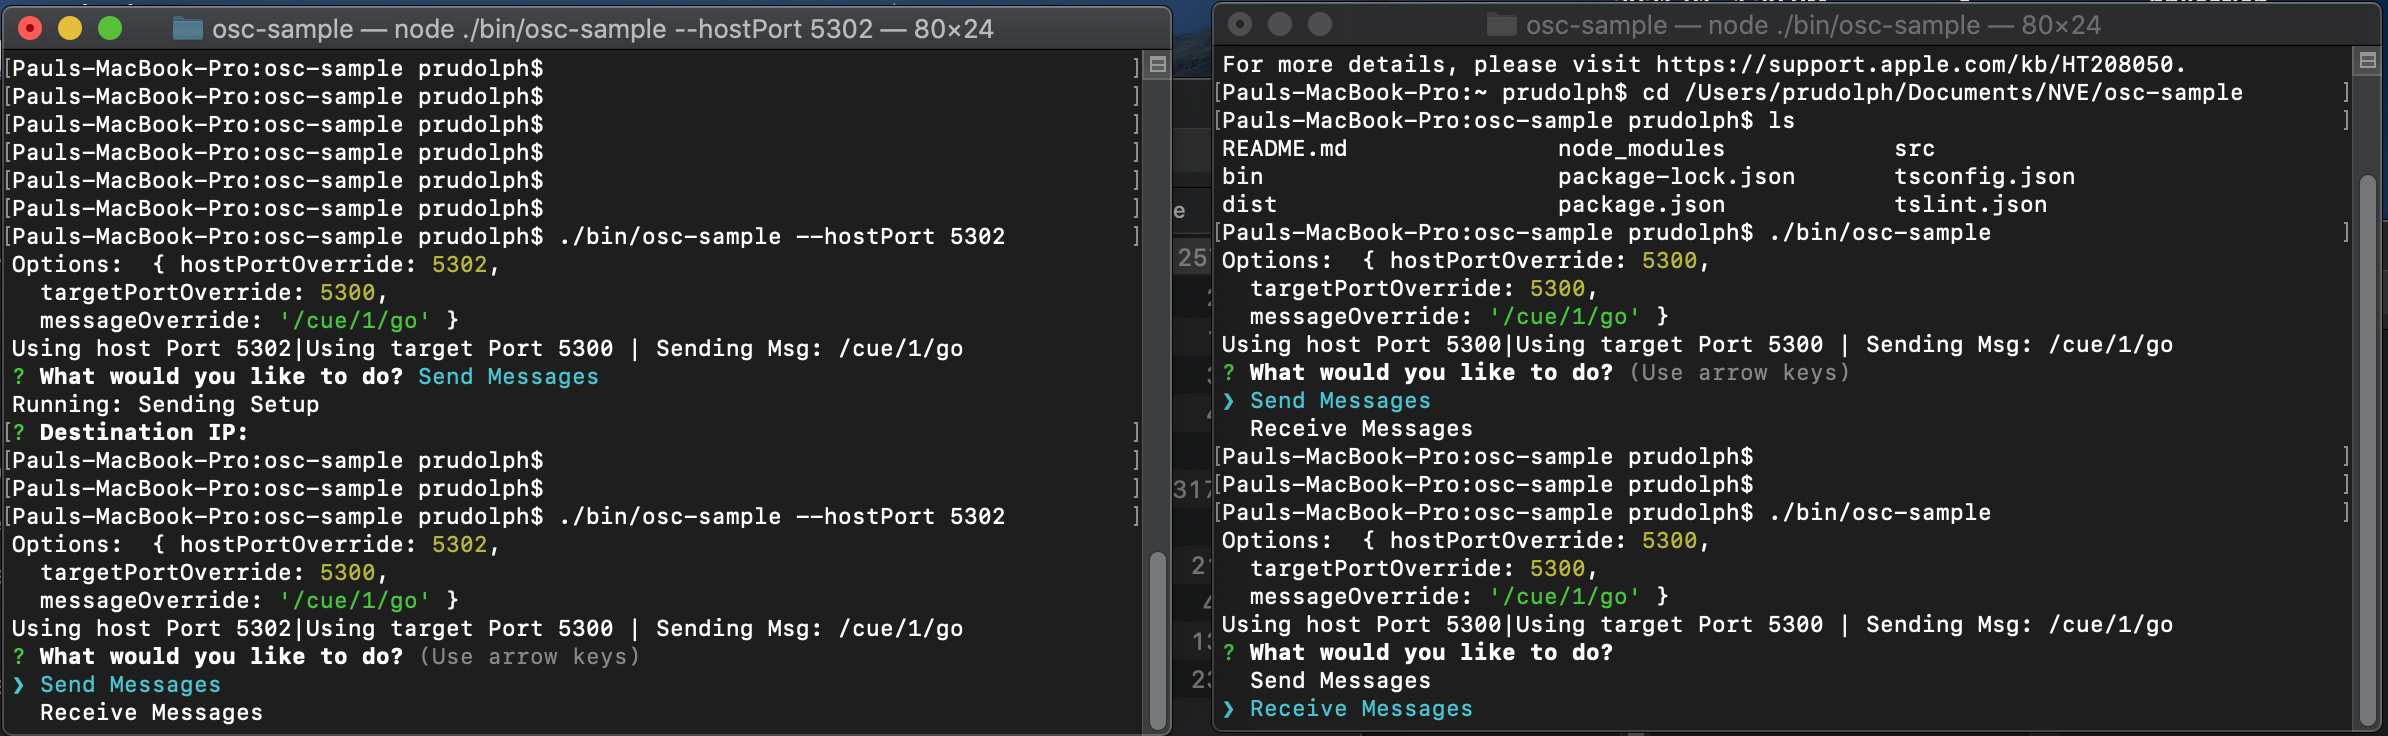 osc-sample — node ./bin/osc-sample --hostPort 5302 — 80×24
[Pauls-MacBook-Pro:osc-sample prudolph$ ]
[Pauls-MacBook-Pro:osc-sample prudolph$ ]
[Pauls-MacBook-Pro:osc-sample prudolph$ ]
[Pauls-MacBook-Pro:osc-sample prudolph$ ]
[Pauls-MacBook-Pro:osc-sample prudolph$ ]
[Pauls-MacBook-Pro:osc-sample prudolph$ ]
[Pauls-MacBook-Pro:osc-sample prudolph$ ./bin/osc-sample --hostPort 5302 ]
Options:  { hostPortOverride: 5302,
  targetPortOverride: 5300,
  messageOverride: '/cue/1/go' }
Using host Port 5302|Using target Port 5300 | Sending Msg: /cue/1/go
? What would you like to do? Send Messages
Running: Sending Setup
[? Destination IP: ]
[Pauls-MacBook-Pro:osc-sample prudolph$ ]
[Pauls-MacBook-Pro:osc-sample prudolph$ ]
[Pauls-MacBook-Pro:osc-sample prudolph$ ./bin/osc-sample --hostPort 5302 ]
Options:  { hostPortOverride: 5302,
  targetPortOverride: 5300,
  messageOverride: '/cue/1/go' }
Using host Port 5302|Using target Port 5300 | Sending Msg: /cue/1/go
? What would you like to do? (Use arrow keys)
❯ Send Messages
  Receive Messages
osc-sample — node ./bin/osc-sample — 80×24
For more details, please visit https://support.apple.com/kb/HT208050.
[Pauls-MacBook-Pro:~ prudolph$ cd /Users/prudolph/Documents/NVE/osc-sample ]
[Pauls-MacBook-Pro:osc-sample prudolph$ ls ]
README.md node_modules src
bin package-lock.json tsconfig.json
dist package.json tslint.json
[Pauls-MacBook-Pro:osc-sample prudolph$ ./bin/osc-sample ]
Options:  { hostPortOverride: 5300,
  targetPortOverride: 5300,
  messageOverride: '/cue/1/go' }
Using host Port 5300|Using target Port 5300 | Sending Msg: /cue/1/go
? What would you like to do? (Use arrow keys)
❯ Send Messages
  Receive Messages
[Pauls-MacBook-Pro:osc-sample prudolph$ ]
[Pauls-MacBook-Pro:osc-sample prudolph$ ]
[Pauls-MacBook-Pro:osc-sample prudolph$ ./bin/osc-sample ]
Options:  { hostPortOverride: 5300,
  targetPortOverride: 5300,
  messageOverride: '/cue/1/go' }
Using host Port 5300|Using target Port 5300 | Sending Msg: /cue/1/go
? What would you like to do?
  Send Messages
❯ Receive Messages